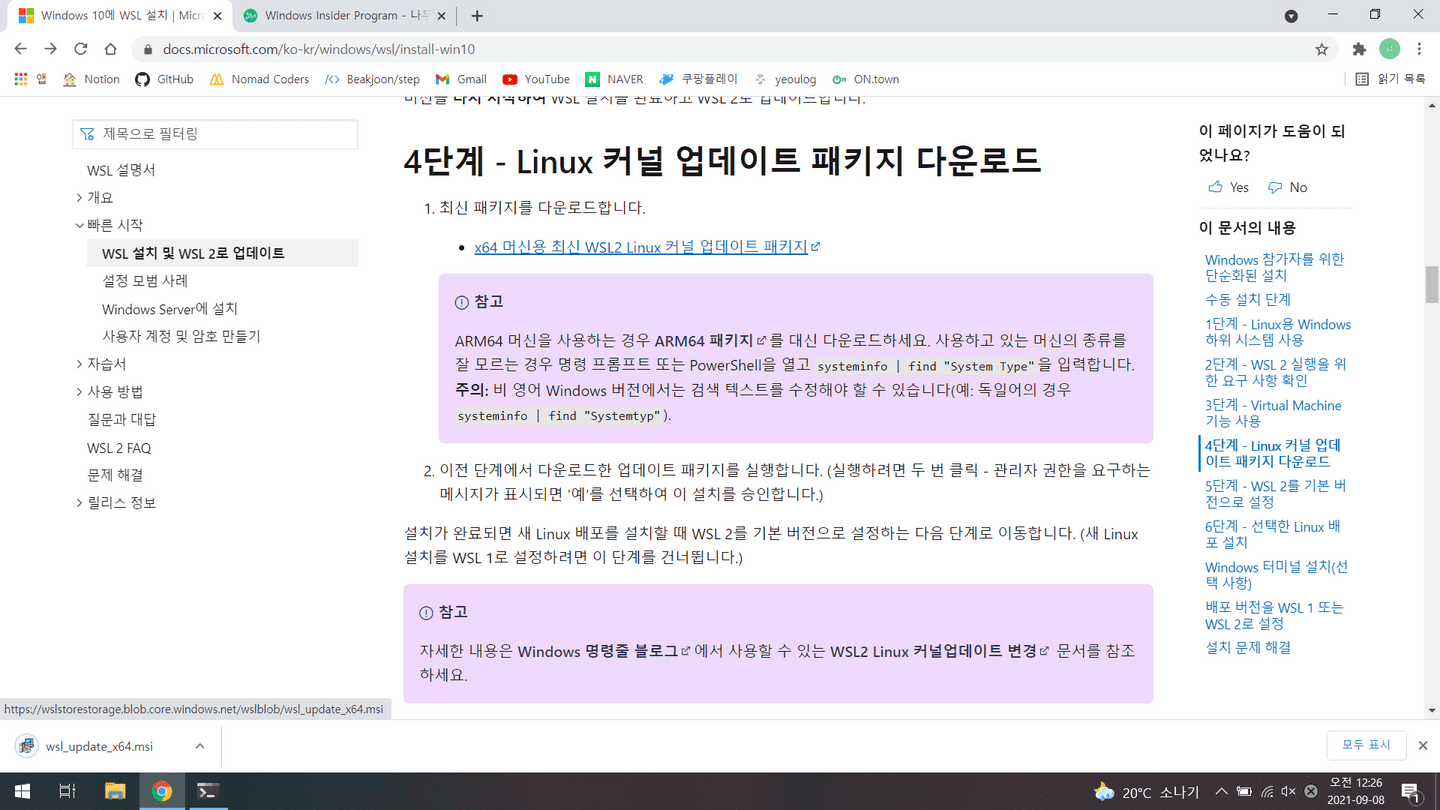 Windows 10에 WSL 설치 | Micr
Windows Insider Program - 나무
docs.microsoft.com/ko-kr/windows/wsl/install-win10
앱
Notion
GitHub
Nomad Coders
Beakjoon/step
Gmail
YouTube
NAVER
쿠팡플레이
yeoulog
ON.town
읽기 목록
머신을 다시 시작하여 WSL 설치를 완료하고 WSL 2로 업데이트합니다.
제목으로 필터링
WSL 설명서
개요
빠른 시작
WSL 설치 및 WSL 2로 업데이트
설정 모범 사례
Windows Server에 설치
사용자 계정 및 암호 만들기
자습서
사용 방법
질문과 대답
WSL 2 FAQ
문제 해결
릴리스 정보
4단계 - Linux 커널 업데이트 패키지 다운로드
1. 최신 패키지를 다운로드합니다.
• x64 머신용 최신 WSL2 Linux 커널 업데이트 패키지
참고
ARM64 머신을 사용하는 경우 ARM64 패키지를 대신 다운로드하세요. 사용하고 있는 머신의 종류를
잘 모르는 경우 명령 프롬프트 또는 PowerShell을 열고 systeminfo | find "System Type"을 입력합니다.
주의: 비 영어 Windows 버전에서는 검색 텍스트를 수정해야 할 수 있습니다(예: 독일어의 경우
systeminfo | find "Systemtyp").
2. 이전 단계에서 다운로드한 업데이트 패키지를 실행합니다. (실행하려면 두 번 클릭 - 관리자 권한을 요구하는
메시지가 표시되면 '예'를 선택하여 이 설치를 승인합니다.)
설치가 완료되면 새 Linux 배포를 설치할 때 WSL 2를 기본 버전으로 설정하는 다음 단계로 이동합니다. (새 Linux
설치를 WSL 1로 설정하려면 이 단계를 건너뜁니다.)
참고
자세한 내용은 Windows 명령줄 블로그에서 사용할 수 있는 WSL2 Linux 커널업데이트 변경 문서를 참조
하세요.
이 페이지가 도움이 되
었나요?
Yes
No
이 문서의 내용
Windows 참가자를 위한
단순화된 설치
수동 설치 단계
1단계 - Linux용 Windows
하위 시스템 사용
2단계 - WSL 2 실행을 위
한 요구 사항 확인
3단계 - Virtual Machine
기능 사용
4단계 - Linux 커널 업데
이트 패키지 다운로드
5단계 - WSL 2를 기본 버
전으로 설정
6단계 - 선택한 Linux 배
포 설치
Windows 터미널 설치(선
택 사항)
배포 버전을 WSL 1 또는
WSL 2로 설정
설치 문제 해결
https://wslstorestorage.blob.core.windows.net/wslblob/wsl_update_x64.msi
wsl_update_x64.msi
모두 표시
20°C 소나기
오전 12:26
2021-09-08
1